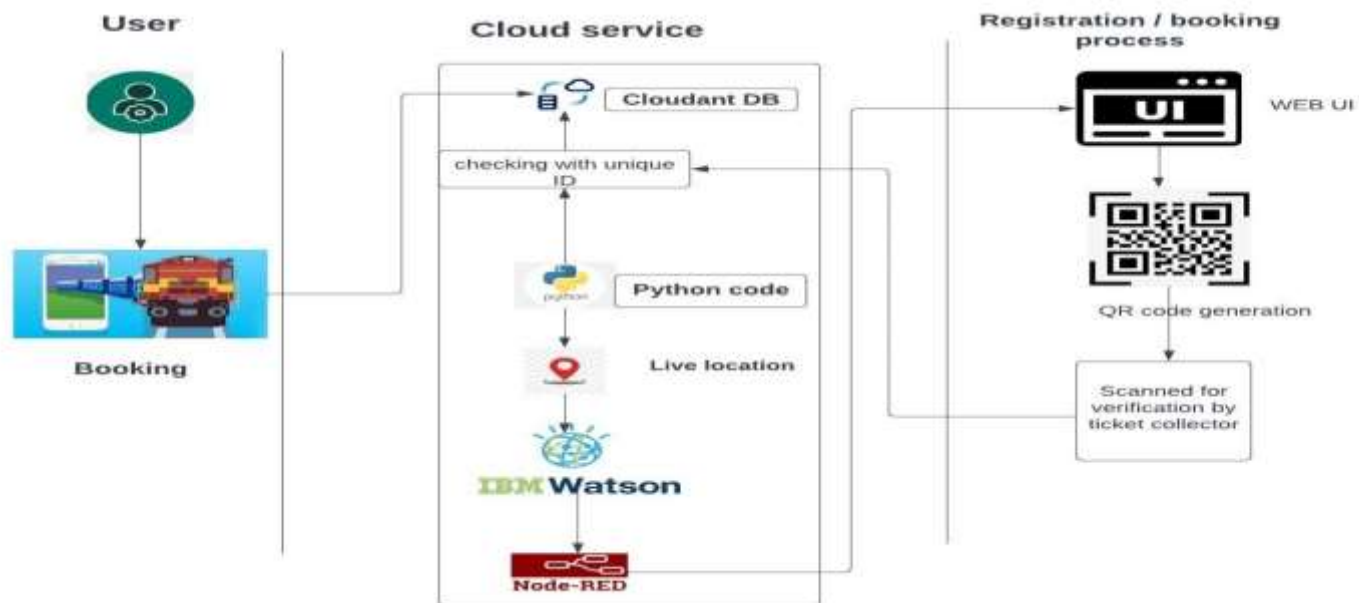 User
Cloud service
Registration / booking
process
Cloudant DB
UI
WEB UI
checking with unique
ID
python
Python code
QR code generation
Booking
Live location
Scanned for
verification by
ticket collector
IBM Watson
Node-RED